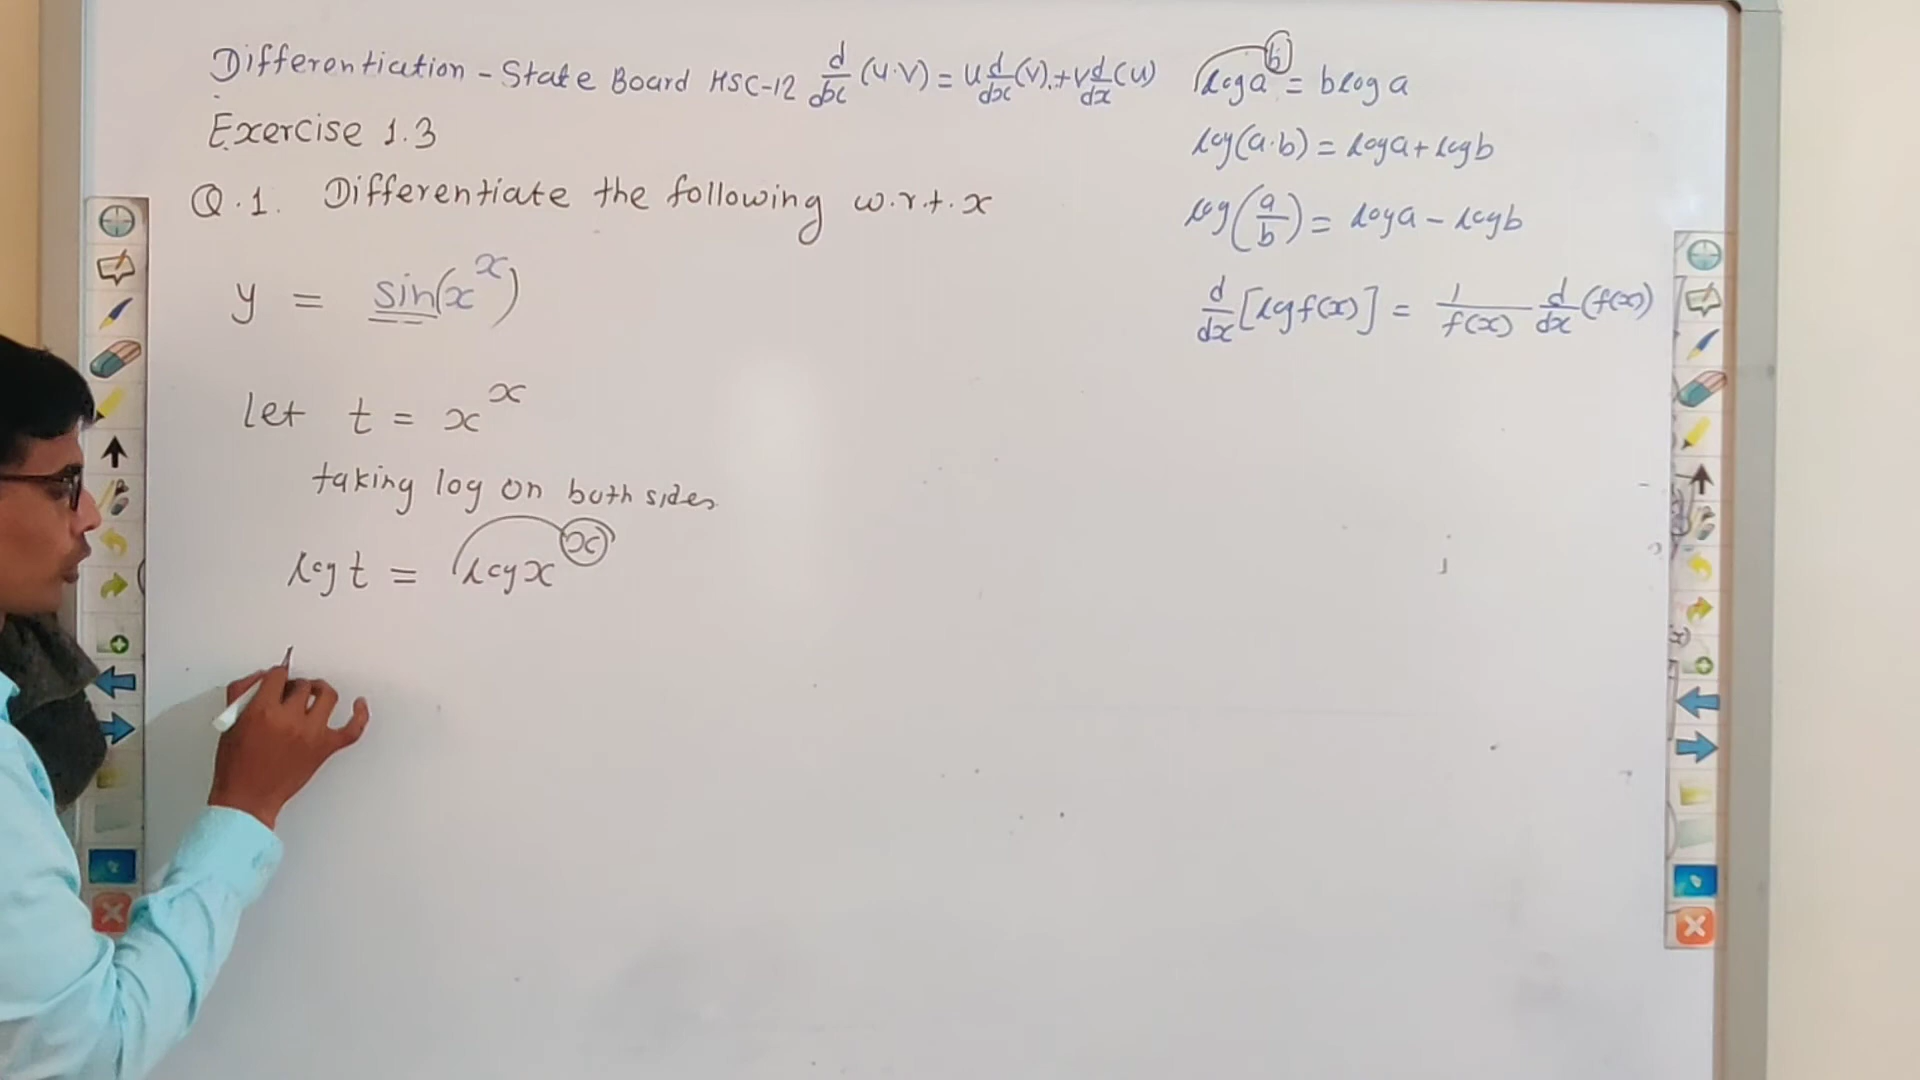 Differentiation - State Board HSC-12 d/dx (u.v) = u d/dx (v) + v d/dx (u)
Exercise 1.3
Q.1. Differentiate the following w.r.t. x
y = sin(x^x)
let t = x^x
taking log on both sides
log t = log x^x
log a^b = b log a
log(a.b) = log a + log b
log(a/b) = log a - log b
d/dx [log f(x)] = 1/f(x) d/dx (f(x))